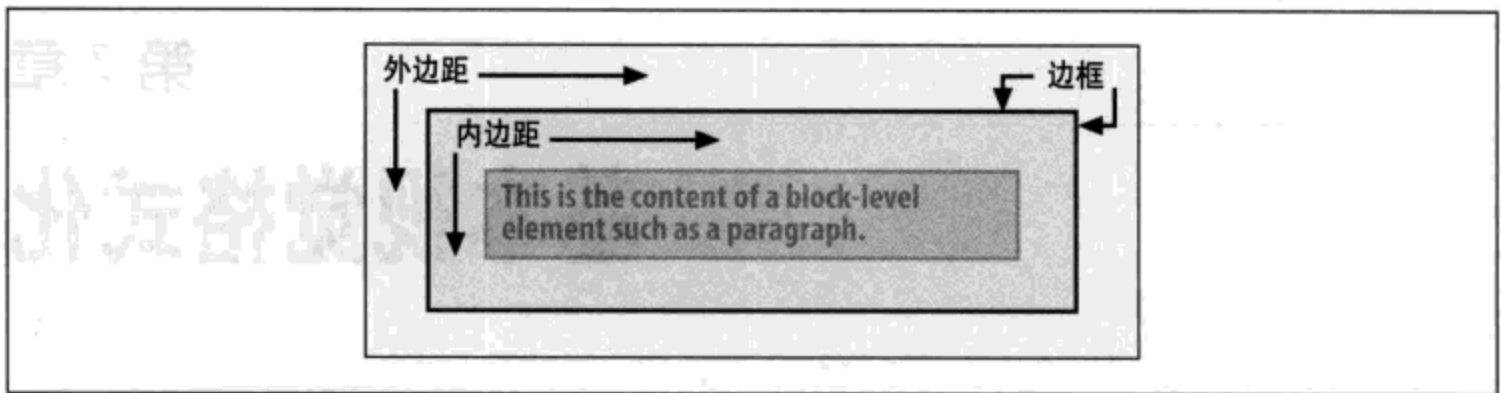 外边距
边框
内边距
This is the content of a block-level
element such as a paragraph.